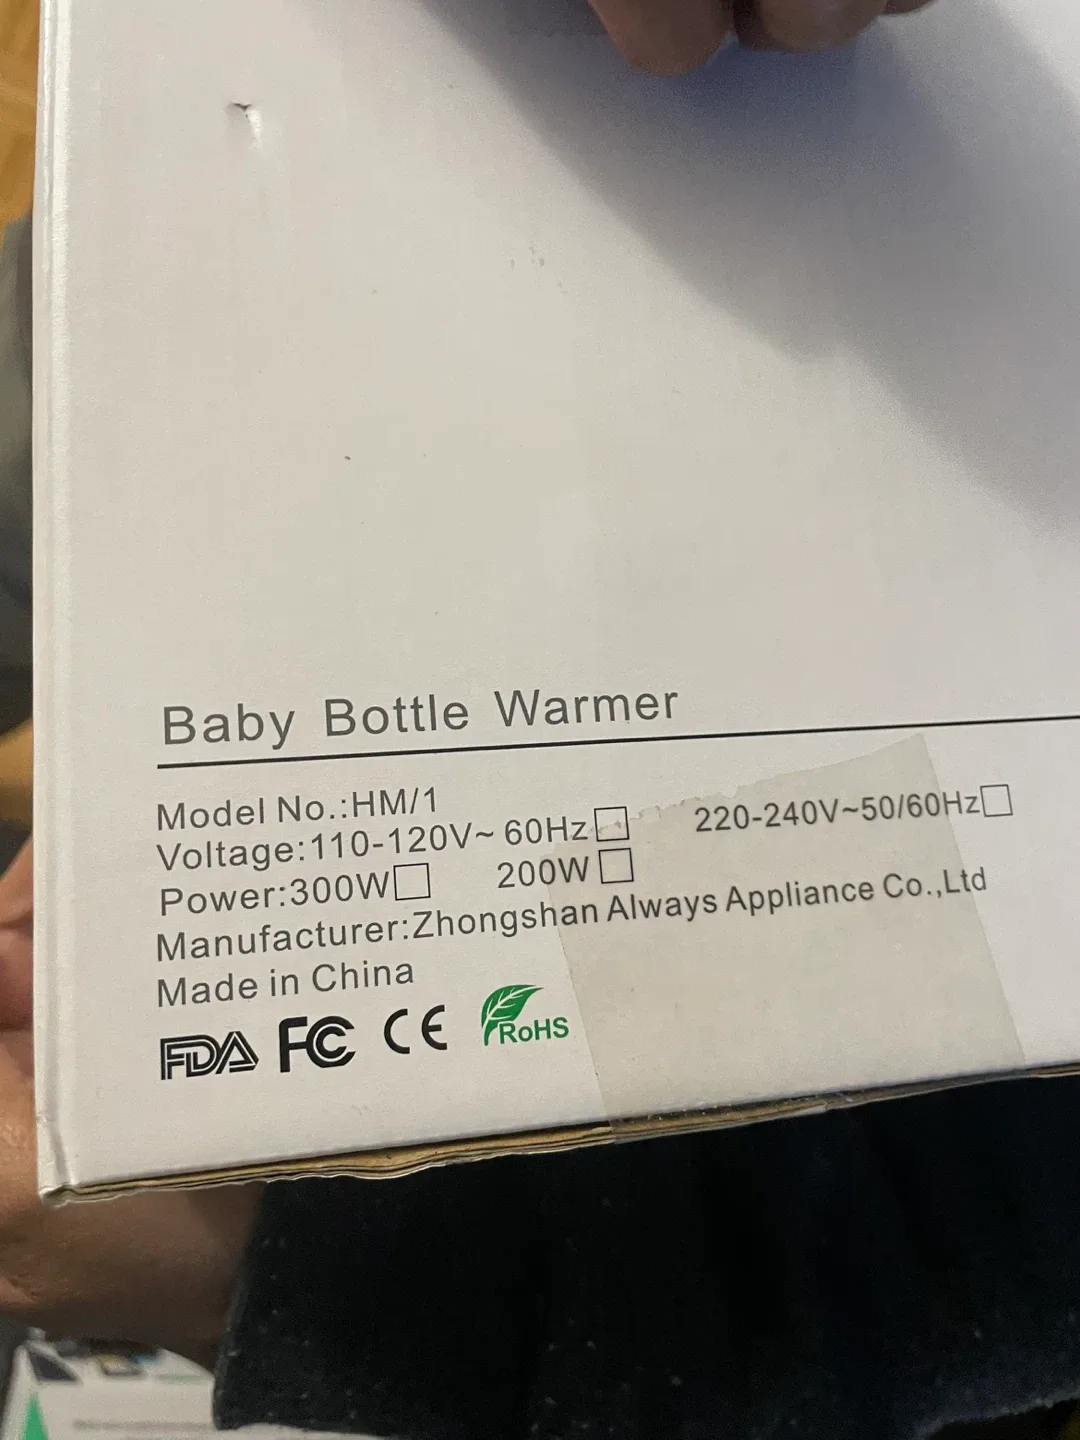 Baby Bottle Warmer
Model No.:HM/1
Voltage:110-120V~ 60Hz□ 220-240V~50/60Hz□
Power:300W□ 200W□
Manufacturer:Zhongshan Always Appliance Co.,Ltd
Made in China
FDA FC CE RoHS